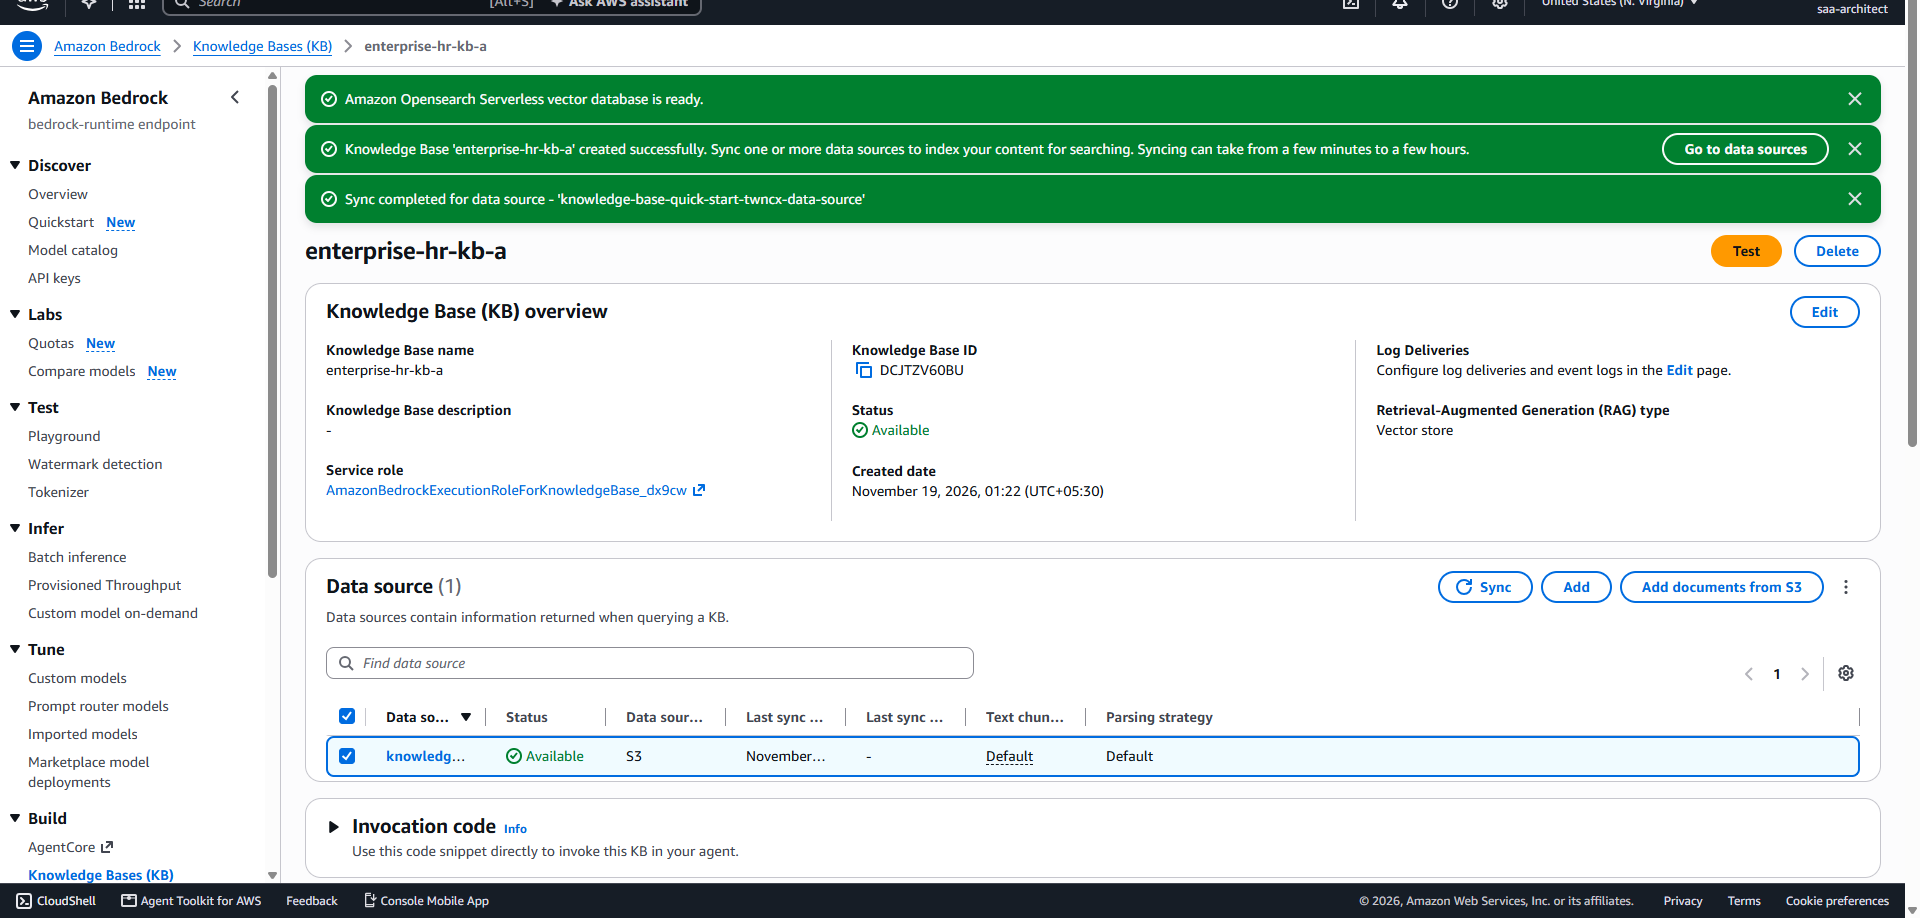 aws
Search [Alt+S] Ask AWS assistant United States (N. Virginia) saa-architect
Amazon Bedrock Knowledge Bases (KB) enterprise-hr-kb-a
Amazon Bedrock
bedrock-runtime endpoint
Discover
Overview
Quickstart New
Model catalog
API keys
Labs
Quotas New
Compare models New
Test
Playground
Watermark detection
Tokenizer
Infer
Batch inference
Provisioned Throughput
Custom model on-demand
Tune
Custom models
Prompt router models
Imported models
Marketplace model
deployments
Build
AgentCore
Knowledge Bases (KB)
Amazon Opensearch Serverless vector database is ready.
Knowledge Base 'enterprise-hr-kb-a' created successfully. Sync one or more data sources to index your content for searching. Syncing can take from a few minutes to a few hours. Go to data sources
Sync completed for data source - 'knowledge-base-quick-start-twncx-data-source'
enterprise-hr-kb-a Test Delete
Knowledge Base (KB) overview Edit
Knowledge Base name
enterprise-hr-kb-a
Knowledge Base description
-
Service role
AmazonBedrockExecutionRoleForKnowledgeBase_dx9cw
Knowledge Base ID
DCJTZV60BU
Status
Available
Created date
November 19, 2026, 01:22 (UTC+05:30)
Log Deliveries
Configure log deliveries and event logs in the Edit page.
Retrieval-Augmented Generation (RAG) type
Vector store
Data source (1) Sync Add Add documents from S3
Data sources contain information returned when querying a KB.
Find data source 1
Data so... Status Data sour... Last sync ... Last sync ... Text chun... Parsing strategy
knowledg... Available S3 November... - Default Default
Invocation code Info
Use this code snippet directly to invoke this KB in your agent.
CloudShell Agent Toolkit for AWS Feedback Console Mobile App © 2026, Amazon Web Services, Inc. or its affiliates. Privacy Terms Cookie preferences